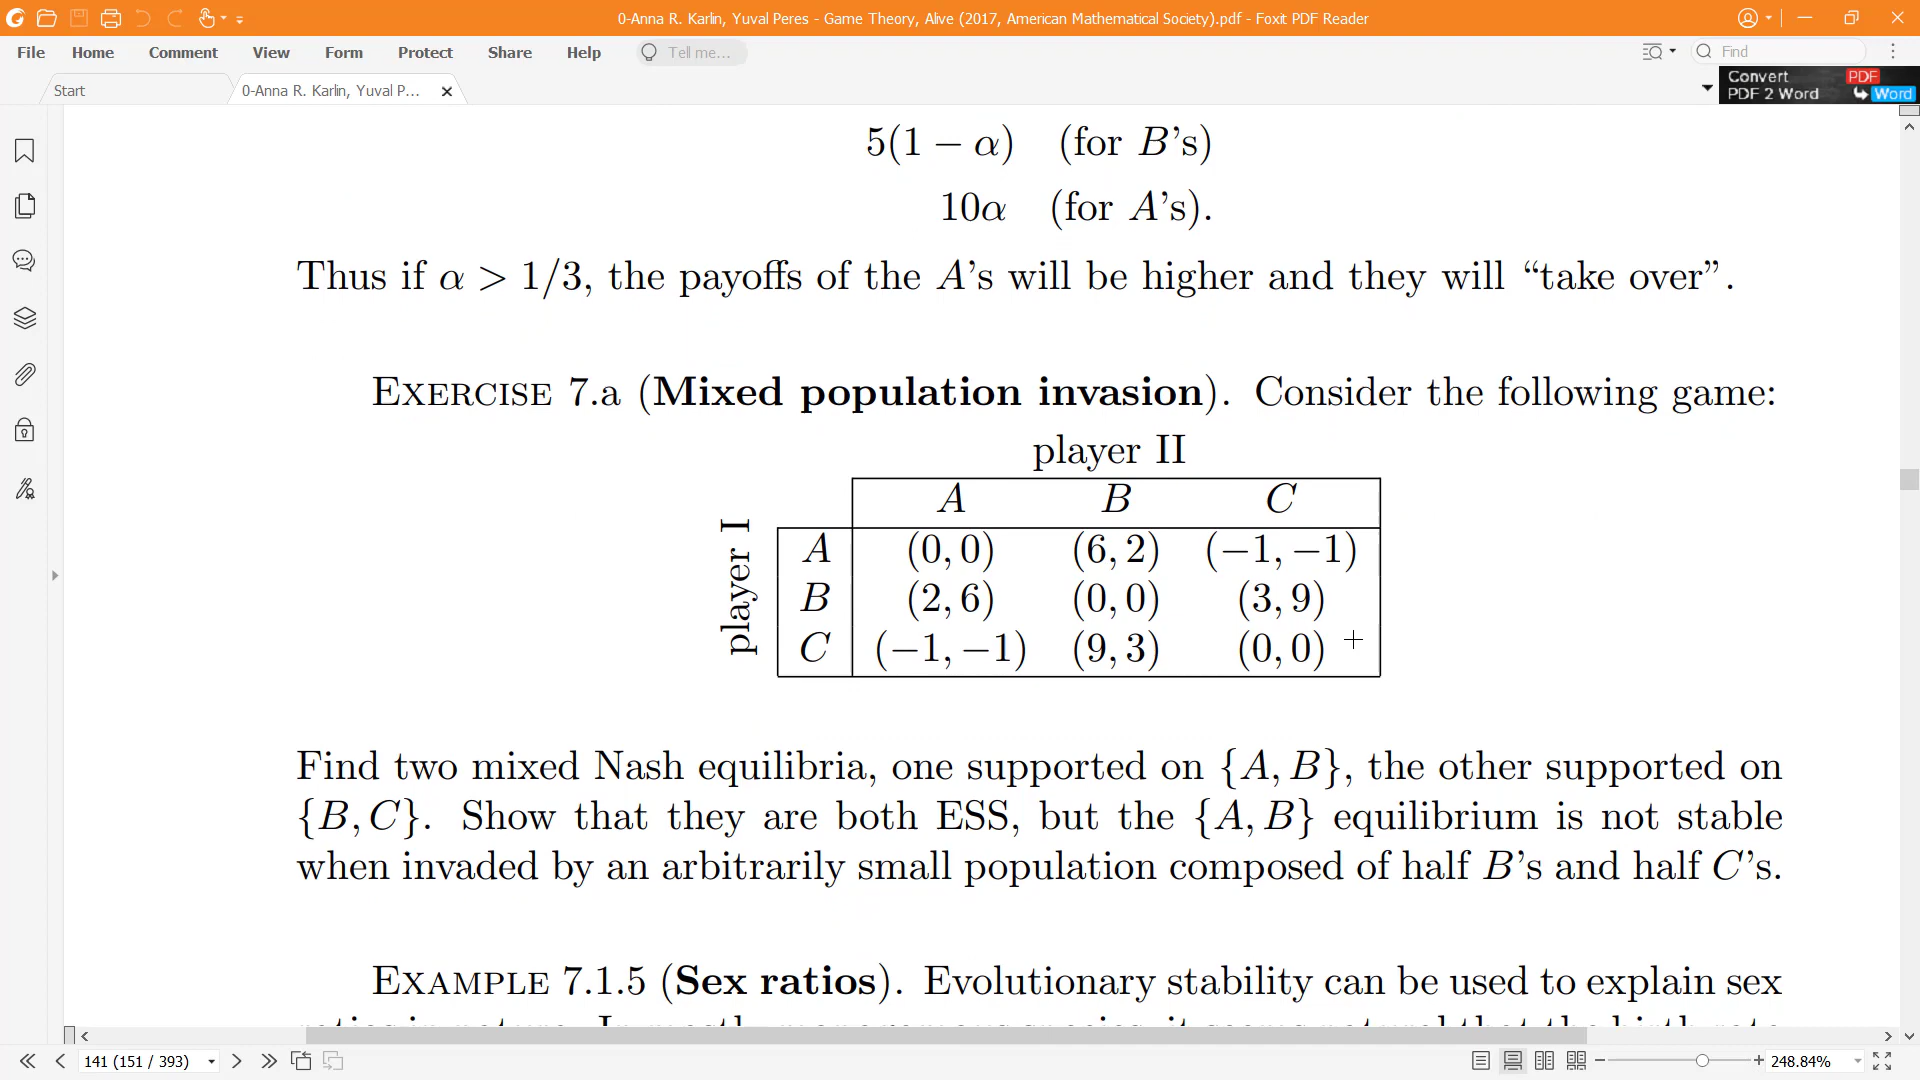 0-Anna R. Karlin, Yuval Peres - Game Theory, Alive (2017, American Mathematical Society).pdf - Foxit PDF Reader
File Home Comment View Form Protect Share Help Tell me... Find
Start 0-Anna R. Karlin, Yuval P... Convert PDF 2 Word PDF Word
5(1 − α) (for B's)
10α (for A's).
Thus if α > 1/3, the payoffs of the A's will be higher and they will “take over”.
EXERCISE 7.a (Mixed population invasion). Consider the following game:
player II
player I
A B C
A (0, 0) (6, 2) (−1, −1)
B (2, 6) (0, 0) (3, 9)
C (−1, −1) (9, 3) (0, 0)
Find two mixed Nash equilibria, one supported on {A, B}, the other supported on
{B, C}. Show that they are both ESS, but the {A, B} equilibrium is not stable
when invaded by an arbitrarily small population composed of half B's and half C's.
EXAMPLE 7.1.5 (Sex ratios). Evolutionary stability can be used to explain sex
141 (151 / 393) 248.84%